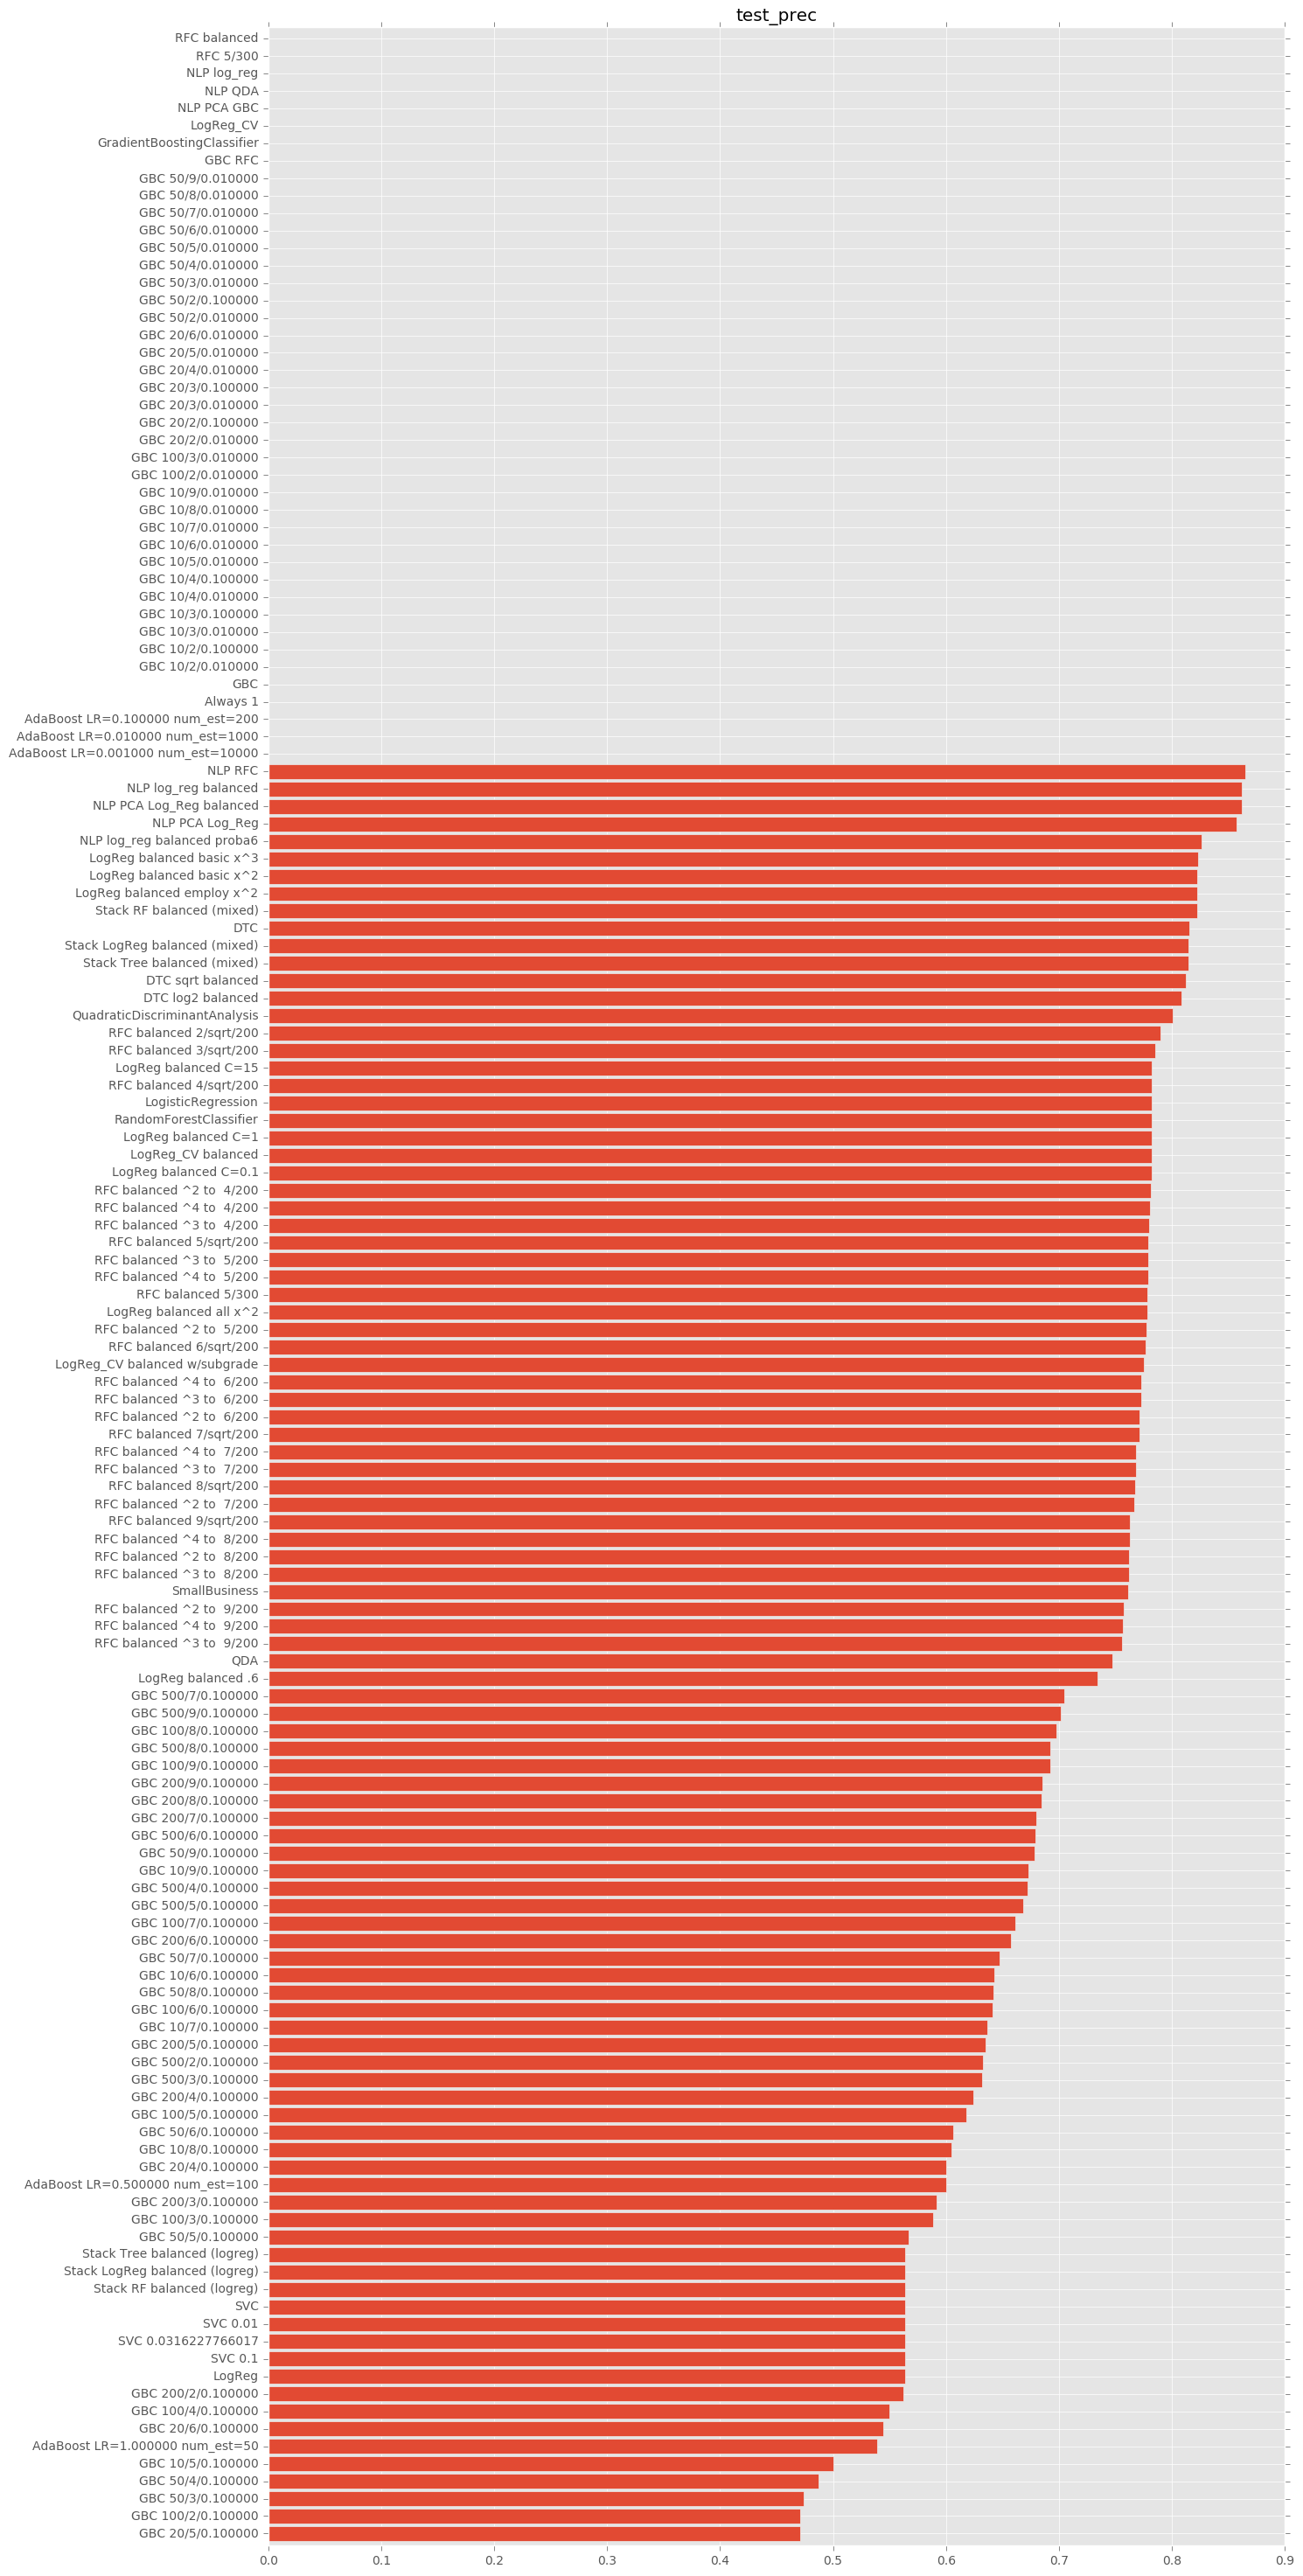 test_prec
RFC balanced
RFC 5/300
NLP log_reg
NLP QDA
NLP PCA GBC
LogReg_CV
GradientBoostingClassifier
GBC RFC
GBC 50/9/0.010000
GBC 50/8/0.010000
GBC 50/7/0.010000
GBC 50/6/0.010000
GBC 50/5/0.010000
GBC 50/4/0.010000
GBC 50/3/0.010000
GBC 50/2/0.100000
GBC 50/2/0.010000
GBC 20/6/0.010000
GBC 20/5/0.010000
GBC 20/4/0.010000
GBC 20/3/0.100000
GBC 20/3/0.010000
GBC 20/2/0.100000
GBC 20/2/0.010000
GBC 100/3/0.010000
GBC 100/2/0.010000
GBC 10/9/0.010000
GBC 10/8/0.010000
GBC 10/7/0.010000
GBC 10/6/0.010000
GBC 10/5/0.010000
GBC 10/4/0.100000
GBC 10/4/0.010000
GBC 10/3/0.100000
GBC 10/3/0.010000
GBC 10/2/0.100000
GBC 10/2/0.010000
GBC
Always 1
AdaBoost LR=0.100000 num_est=200
AdaBoost LR=0.010000 num_est=1000
AdaBoost LR=0.001000 num_est=10000
NLP RFC
NLP log_reg balanced
NLP PCA Log_Reg balanced
NLP PCA Log_Reg
NLP log_reg balanced proba6
LogReg balanced basic x^3
LogReg balanced basic x^2
LogReg balanced employ x^2
Stack RF balanced (mixed)
DTC
Stack LogReg balanced (mixed)
Stack Tree balanced (mixed)
DTC sqrt balanced
DTC log2 balanced
QuadraticDiscriminantAnalysis
RFC balanced 2/sqrt/200
RFC balanced 3/sqrt/200
LogReg balanced C=15
RFC balanced 4/sqrt/200
LogisticRegression
RandomForestClassifier
LogReg balanced C=1
LogReg_CV balanced
LogReg balanced C=0.1
RFC balanced ^2 to  4/200
RFC balanced ^4 to  4/200
RFC balanced ^3 to  4/200
RFC balanced 5/sqrt/200
RFC balanced ^3 to  5/200
RFC balanced ^4 to  5/200
RFC balanced 5/300
LogReg balanced all x^2
RFC balanced ^2 to  5/200
RFC balanced 6/sqrt/200
LogReg_CV balanced w/subgrade
RFC balanced ^4 to  6/200
RFC balanced ^3 to  6/200
RFC balanced ^2 to  6/200
RFC balanced 7/sqrt/200
RFC balanced ^4 to  7/200
RFC balanced ^3 to  7/200
RFC balanced 8/sqrt/200
RFC balanced ^2 to  7/200
RFC balanced 9/sqrt/200
RFC balanced ^4 to  8/200
RFC balanced ^2 to  8/200
RFC balanced ^3 to  8/200
SmallBusiness
RFC balanced ^2 to  9/200
RFC balanced ^4 to  9/200
RFC balanced ^3 to  9/200
QDA
LogReg balanced .6
GBC 500/7/0.100000
GBC 500/9/0.100000
GBC 100/8/0.100000
GBC 500/8/0.100000
GBC 100/9/0.100000
GBC 200/9/0.100000
GBC 200/8/0.100000
GBC 200/7/0.100000
GBC 500/6/0.100000
GBC 50/9/0.100000
GBC 10/9/0.100000
GBC 500/4/0.100000
GBC 500/5/0.100000
GBC 100/7/0.100000
GBC 200/6/0.100000
GBC 50/7/0.100000
GBC 10/6/0.100000
GBC 50/8/0.100000
GBC 100/6/0.100000
GBC 10/7/0.100000
GBC 200/5/0.100000
GBC 500/2/0.100000
GBC 500/3/0.100000
GBC 200/4/0.100000
GBC 100/5/0.100000
GBC 50/6/0.100000
GBC 10/8/0.100000
GBC 20/4/0.100000
AdaBoost LR=0.500000 num_est=100
GBC 200/3/0.100000
GBC 100/3/0.100000
GBC 50/5/0.100000
Stack Tree balanced (logreg)
Stack LogReg balanced (logreg)
Stack RF balanced (logreg)
SVC
SVC 0.01
SVC 0.0316227766017
SVC 0.1
LogReg
GBC 200/2/0.100000
GBC 100/4/0.100000
GBC 20/6/0.100000
AdaBoost LR=1.000000 num_est=50
GBC 10/5/0.100000
GBC 50/4/0.100000
GBC 50/3/0.100000
GBC 100/2/0.100000
GBC 20/5/0.100000
0.0 0.1 0.2 0.3 0.4 0.5 0.6 0.7 0.8 0.9